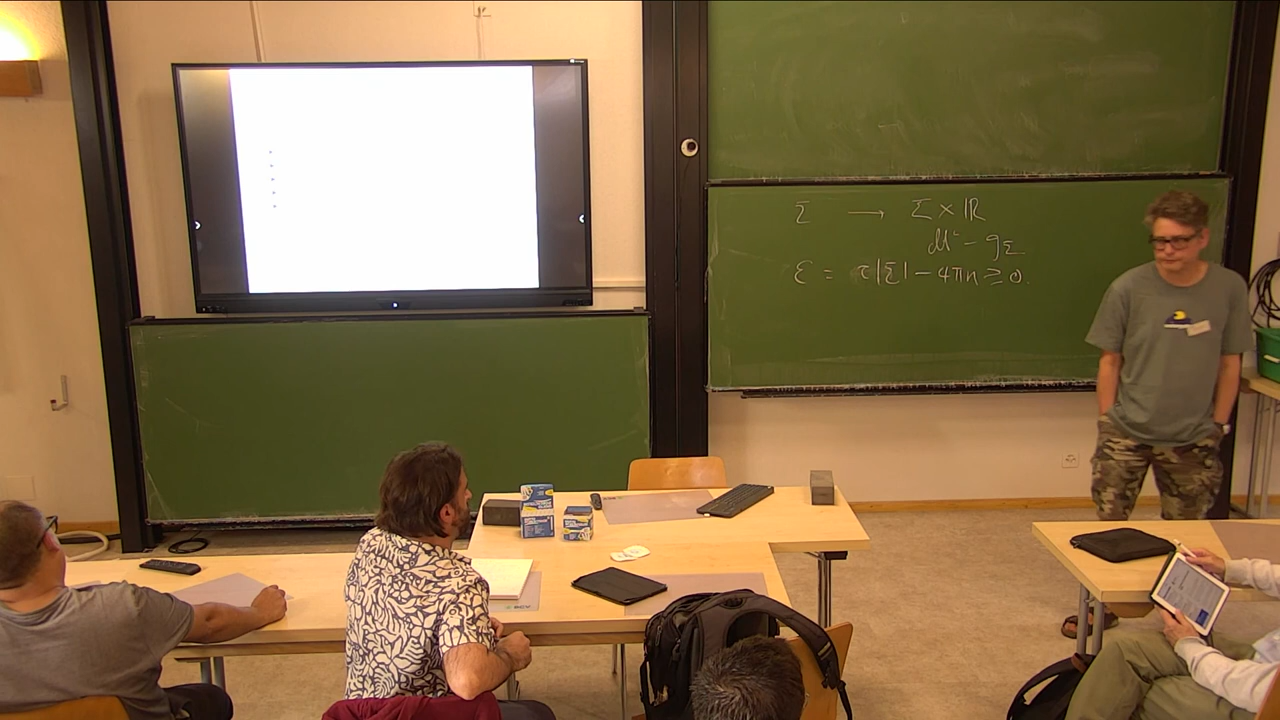 Σ → Σ × ℝ
dt² - g_Σ
ℰ = τ|Σ| - 4πn ≥ 0.